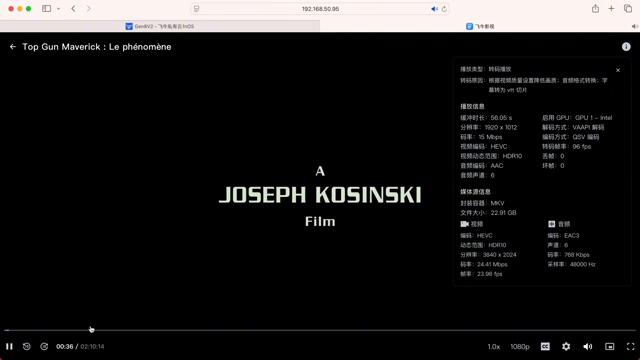 192.168.50.95
GenBV2 - 飞牛私有云fnOS
飞牛影视
Top Gun Maverick : Le phénomène
播放类型: 转码播放
转码原因: 根据视频质量设置降低画质; 音频格式转换; 字
幕转为 vtt 切片
播放信息
缓冲时长: 56.05 s
启用 GPU: GPU 1 - Intel
分辨率: 1920 x 1012
解码方式: VAAPI 解码
码率: 15 Mbps
编码方式: QSV 编码
视频编码: HEVC
转码帧率: 96 fps
视频动态范围: HDR10
丢帧: 0
音频编码: AAC
坏帧: 0
音频声道: 6
媒体源信息
封装容器: MKV
文件大小: 22.91 GB
视频
音频
编码: HEVC
编码: EAC3
动态范围: HDR10
声道: 6
分辨率: 3840 x 2024
码率: 768 Kbps
码率: 24.41 Mbps
采样率: 48000 Hz
帧率: 23.98 fps
A
JOSEPH KOSINSKI
Film
00:36 / 02:10:14
1.0x
1080p